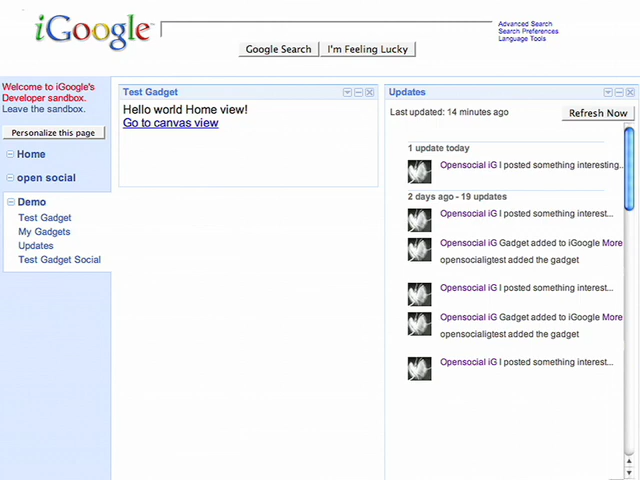 iGoogle™
Advanced Search
Search Preferences
Language Tools
Google Search
I'm Feeling Lucky
Welcome to iGoogle's
Developer sandbox.
Leave the sandbox.
Personalize this page
Home
open social
Demo
Test Gadget
My Gadgets
Updates
Test Gadget Social
Test Gadget
Hello world Home view!
Go to canvas view
Updates
Last updated: 14 minutes ago
Refresh Now
1 update today
Opensocial iG I posted something interesting...
2 days ago - 19 updates
Opensocial iG I posted something interest...
Opensocial iG Gadget added to iGoogle More
opensocialigtest added the gadget
Opensocial iG I posted something interest...
Opensocial iG Gadget added to iGoogle More
opensocialigtest added the gadget
Opensocial iG I posted something interest...